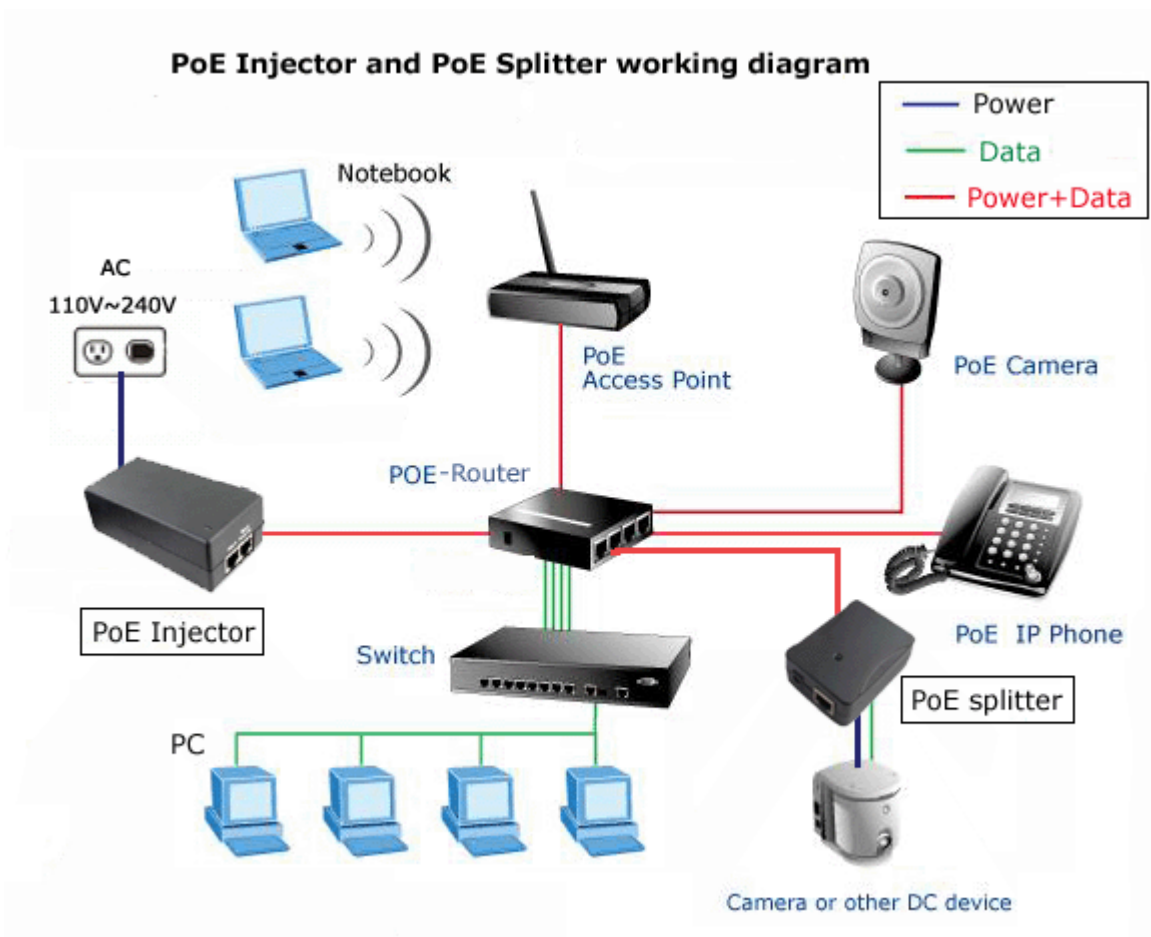 PoE Injector and PoE Splitter working diagram
Power
Data
Power+Data
Notebook
AC
110V~240V
PoE
Access Point
PoE Camera
POE-Router
PoE Injector
Switch
PoE IP Phone
PoE splitter
PC
Camera or other DC device